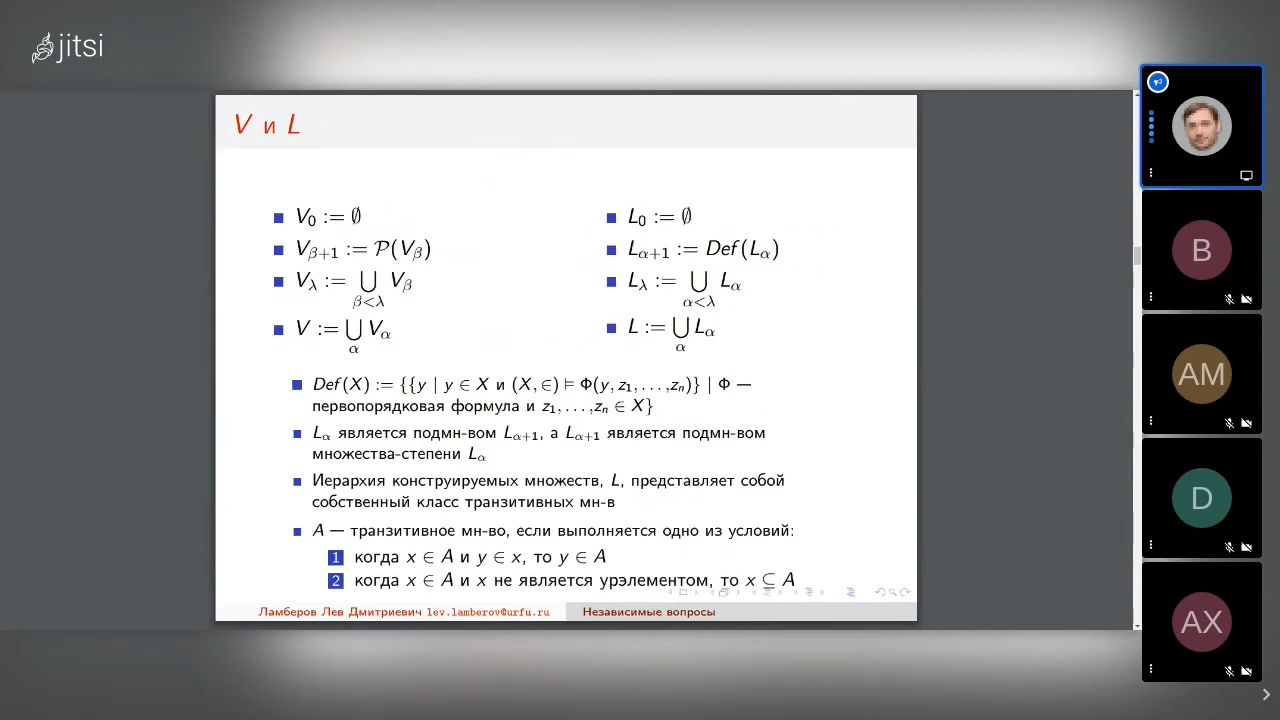 jitsi
V и L
V₀ := ∅
V_{β+1} := 𝒫(V_β)
V_λ := ⋃_{β<λ} V_β
V := ⋃_α V_α
L₀ := ∅
L_{α+1} := Def(L_α)
L_λ := ⋃_{α<λ} L_α
L := ⋃_α L_α
Def(X) := {{y | y ∈ X и (X, ∈) ⊨ Φ(y, z₁, . . . ,zₙ)} | Φ —
первопорядковая формула и z₁, . . . ,zₙ ∈ X}
L_α является подмн-вом L_{α+1}, а L_{α+1} является подмн-вом
множества-степени L_α
Иерархия конструируемых множеств, L, представляет собой
собственный класс транзитивных мн-в
A — транзитивное мн-во, если выполняется одно из условий:
1 когда x ∈ A и y ∈ x, то y ∈ A
2 когда x ∈ A и x не является урэлементом, то x ⊆ A
Ламберов Лев Дмитриевич lev.lamberov@urfu.ru
Независимые вопросы
B
AM
D
AX